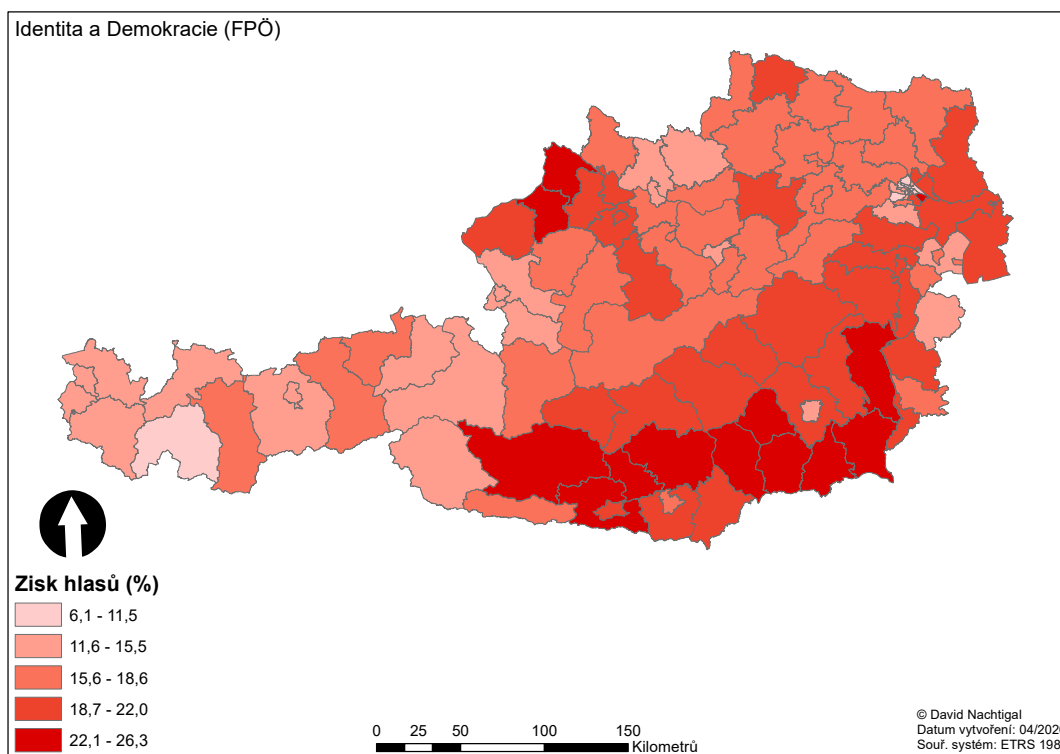 Identita a Demokracie (FPÖ)
Zisk hlasů (%)
6,1 - 11,5
11,6 - 15,5
15,6 - 18,6
18,7 - 22,0
22,1 - 26,3
0 25 50 100 150
Kilometrů
© David Nachtigal
Datum vytvoření: 04/202
Souř. systém: ETRS 198